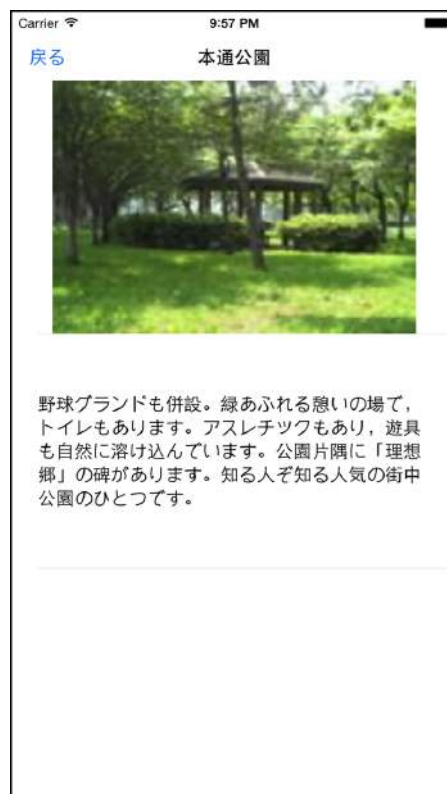 Carrier 9:57 PM
戻る 本通公園
野球グランドも併設。緑あふれる憩いの場で，
トイレもあります。アスレチックもあり，遊具
も自然に溶け込んでいます。公園片隅に「理想
郷」の碑があります。知る人ぞ知る人気の街中
公園のひとつです。